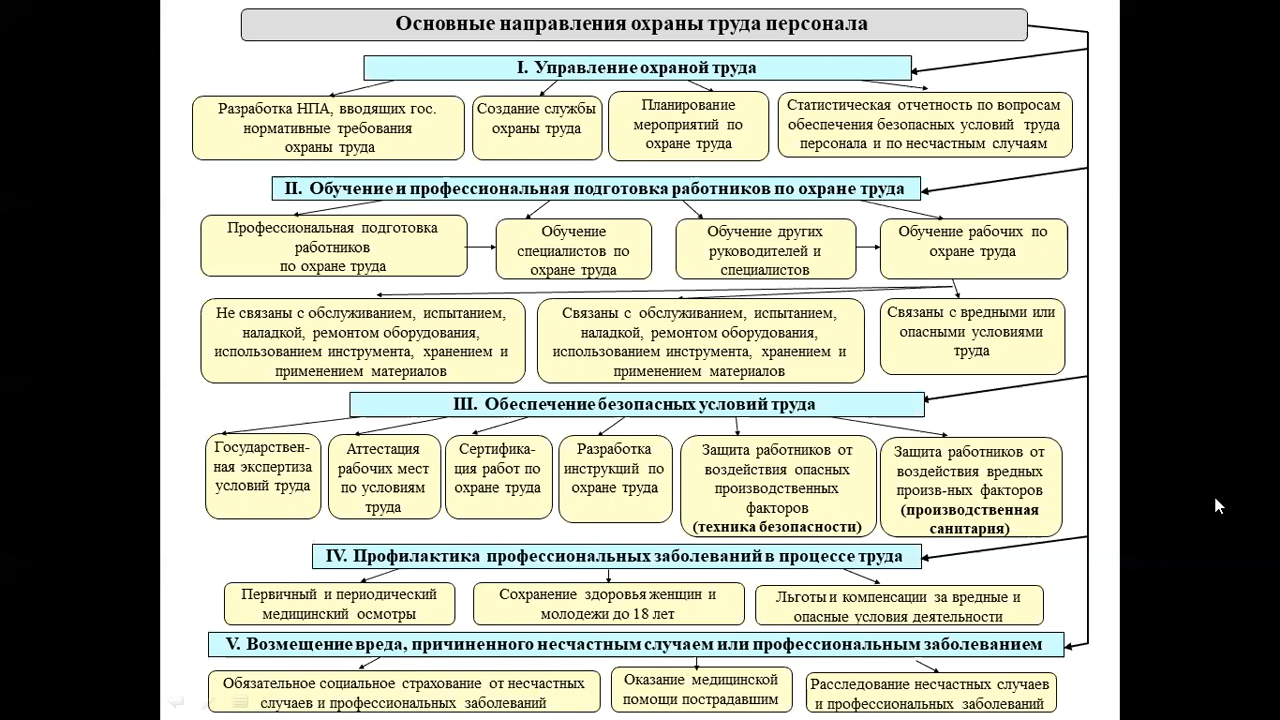 Основные направления охраны труда персонала
I. Управление охраной труда
Разработка НПА, вводящих гос.
нормативные требования
охраны труда
Создание службы
охраны труда
Планирование
мероприятий по
охране труда
Статистическая отчетность по вопросам
обеспечения безопасных условий труда
персонала и по несчастным случаям
II. Обучение и профессиональная подготовка работников по охране труда
Профессиональная подготовка
работников
по охране труда
Обучение
специалистов по
охране труда
Обучение других
руководителей и
специалистов
Обучение рабочих по
охране труда
Не связаны с обслуживанием, испытанием,
наладкой, ремонтом оборудования,
использованием инструмента, хранением и
применением материалов
Связаны с обслуживанием, испытанием,
наладкой, ремонтом оборудования,
использованием инструмента, хранением и
применением материалов
Связаны с вредными или
опасными условиями
труда
III. Обеспечение безопасных условий труда
Государствен-
ная экспертиза
условий труда
Аттестация
рабочих мест
по условиям
труда
Сертифика-
ция работ по
охране труда
Разработка
инструкций по
охране труда
Защита работников от
воздействия опасных
производственных
факторов
(техника безопасности)
Защита работников от
воздействия вредных
произв-ных факторов
(производственная
санитария)
IV. Профилактика профессиональных заболеваний в процессе труда
Первичный и периодический
медицинский осмотры
Сохранение здоровья женщин и
молодежи до 18 лет
Льготы и компенсации за вредные и
опасные условия деятельности
V. Возмещение вреда, причиненного несчастным случаем или профессиональным заболеванием
Обязательное социальное страхование от несчастных
случаев и профессиональных заболеваний
Оказание медицинской
помощи пострадавшим
Расследование несчастных случаев
и профессиональных заболеваний